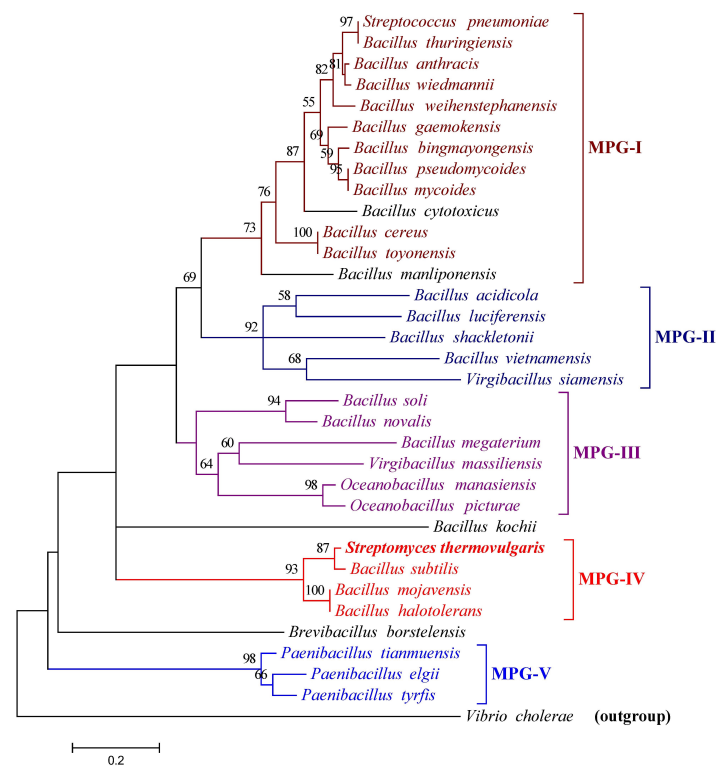 97
Streptococcus pneumoniae
Bacillus thuringiensis
81
Bacillus anthracis
82
Bacillus wiedmannii
55
Bacillus weihenstephanensis
69
Bacillus gaemokensis
59
Bacillus bingmayongensis
MPG-I
87
95
Bacillus pseudomycoides
Bacillus mycoides
76
Bacillus cytotoxicus
73
100
Bacillus cereus
Bacillus toyonensis
69
Bacillus manliponensis
58
Bacillus acidicola
Bacillus luciferensis
92
Bacillus shackletonii
MPG-II
68
Bacillus vietnamensis
Virgibacillus siamensis
94
Bacillus soli
Bacillus novalis
60
Bacillus megaterium
MPG-III
64
Virgibacillus massiliensis
98
Oceanobacillus manasiensis
Oceanobacillus picturae
Bacillus kochii
87
Streptomyces thermovulgaris
93
Bacillus subtilis
MPG-IV
100
Bacillus mojavensis
Bacillus halotolerans
Brevibacillus borstelensis
98
Paenibacillus tianmuensis
66
Paenibacillus elgii
MPG-V
Paenibacillus tyrfis
Vibrio cholerae (outgroup)
0.2